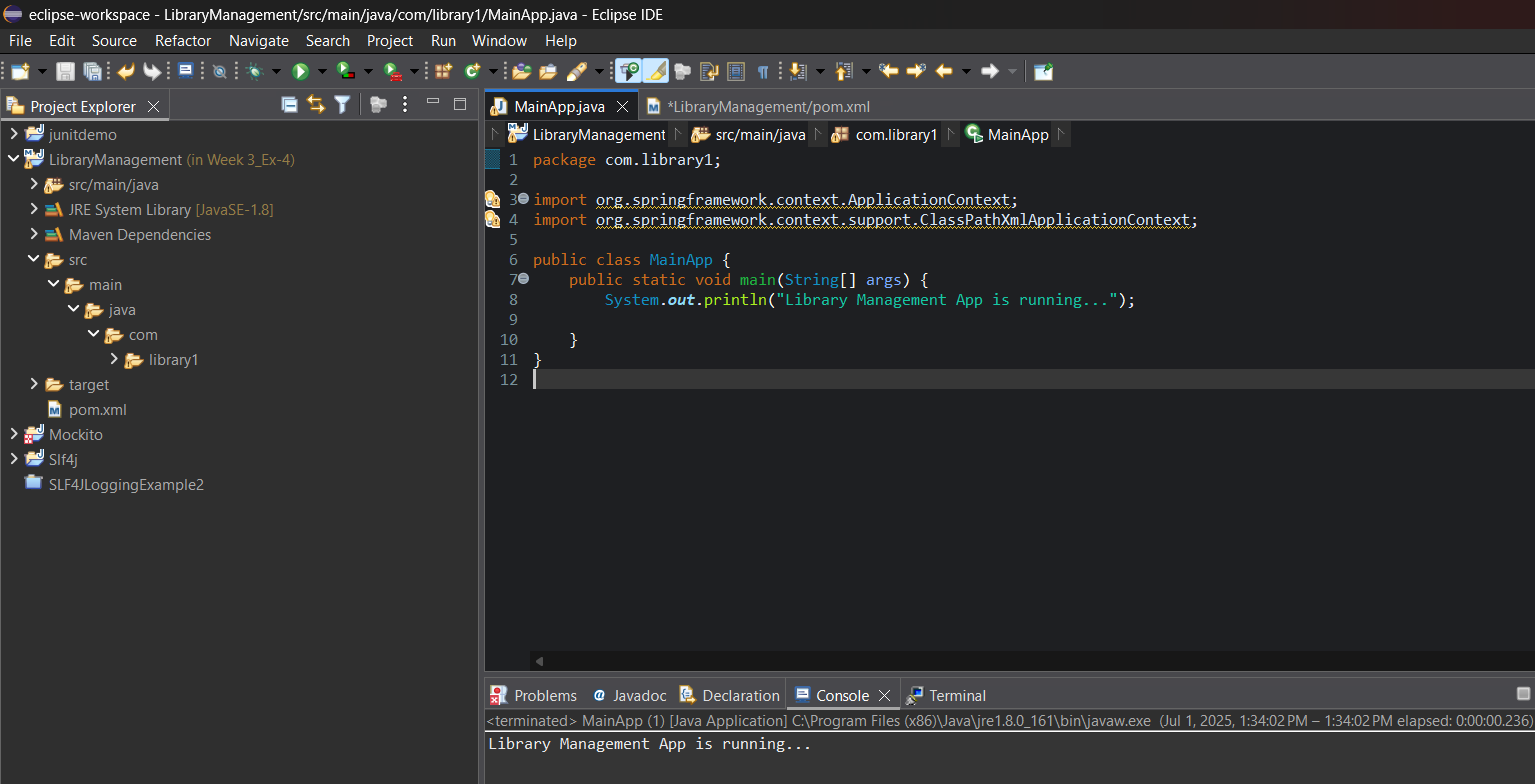 eclipse-workspace - LibraryManagement/src/main/java/com/library1/MainApp.java - Eclipse IDE
File Edit Source Refactor Navigate Search Project Run Window Help
Project Explorer
junitdemo
LibraryManagement (in Week 3_Ex-4)
src/main/java
JRE System Library [JavaSE-1.8]
Maven Dependencies
src
main
java
com
library1
target
pom.xml
Mockito
Slf4j
SLF4JLoggingExample2
MainApp.java *LibraryManagement/pom.xml
LibraryManagement src/main/java com.library1 MainApp
1 package com.library1;
2
3 import org.springframework.context.ApplicationContext;
4 import org.springframework.context.support.ClassPathXmlApplicationContext;
5
6 public class MainApp {
7 public static void main(String[] args) {
8 System.out.println("Library Management App is running...");
9
10 }
11 }
12
Problems Javadoc Declaration Console Terminal
<terminated> MainApp (1) [Java Application] C:\Program Files (x86)\Java\jre1.8.0_161\bin\javaw.exe (Jul 1, 2025, 1:34:02 PM – 1:34:02 PM elapsed: 0:00:00.236)
Library Management App is running...